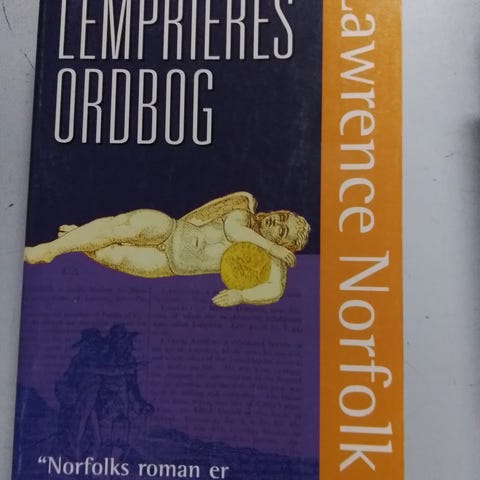 LEMPRIERES
ORDBOG
Lawrence Norfolk
"Norfolks roman er